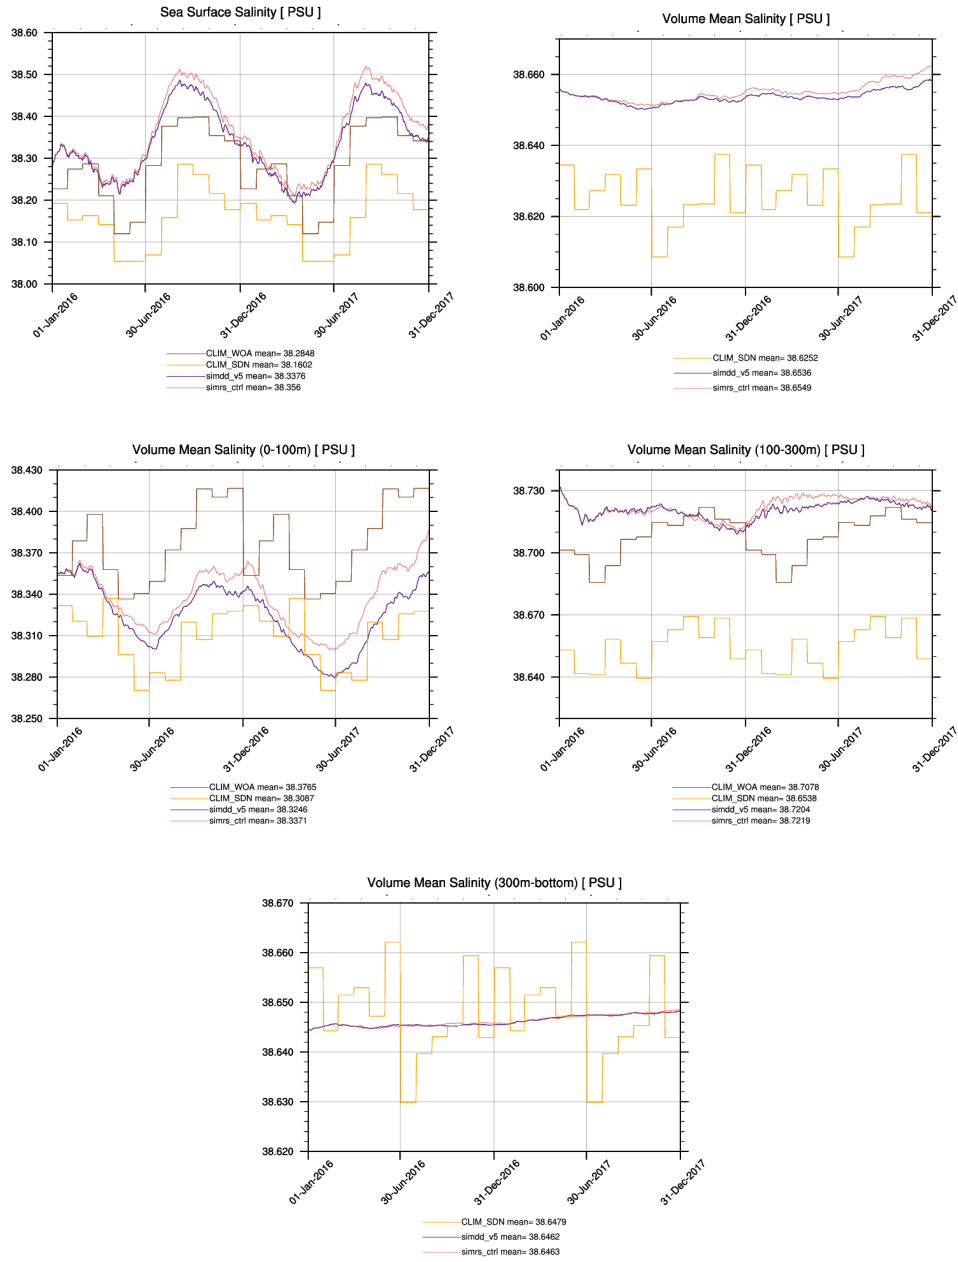 Sea Surface Salinity [ PSU ]
38.60
38.50
38.40
38.30
38.20
38.10
38.00
01-Jan-2016
30-Jun-2016
31-Dec-2016
30-Jun-2017
31-Dec-2017
CLIM_WOA mean= 38.2848
CLIM_SDN mean= 38.1602
simdd_v5 mean= 38.3376
simrs_ctrl mean= 38.356
Volume Mean Salinity [ PSU ]
38.660
38.640
38.620
38.600
01-Jan-2016
30-Jun-2016
31-Dec-2016
30-Jun-2017
31-Dec-2017
CLIM_SDN mean= 38.6252
simdd_v5 mean= 38.6536
simrs_ctrl mean= 38.6549
Volume Mean Salinity (0-100m) [ PSU ]
38.430
38.400
38.370
38.340
38.310
38.280
38.250
01-Jan-2016
30-Jun-2016
31-Dec-2016
30-Jun-2017
31-Dec-2017
CLIM_WOA mean= 38.3765
CLIM_SDN mean= 38.3087
simdd_v5 mean= 38.3246
simrs_ctrl mean= 38.3371
Volume Mean Salinity (100-300m) [ PSU ]
38.730
38.700
38.670
38.640
01-Jan-2016
30-Jun-2016
31-Dec-2016
30-Jun-2017
31-Dec-2017
CLIM_WOA mean= 38.7078
CLIM_SDN mean= 38.6538
simdd_v5 mean= 38.7204
simrs_ctrl mean= 38.7219
Volume Mean Salinity (300m-bottom) [ PSU ]
38.670
38.660
38.650
38.640
38.630
38.620
01-Jan-2016
30-Jun-2016
31-Dec-2016
30-Jun-2017
31-Dec-2017
CLIM_SDN mean= 38.6479
simdd_v5 mean= 38.6462
simrs_ctrl mean= 38.6463